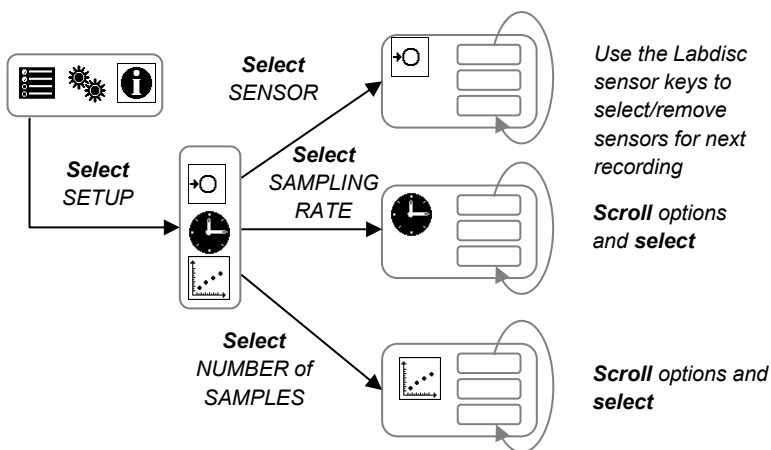 Select
SENSOR
Use the Labdisc
sensor keys to
select/remove
sensors for next
recording
Select
SETUP
Select
SAMPLING
RATE
Scroll options
and select
Select
NUMBER of
SAMPLES
Scroll options and
select